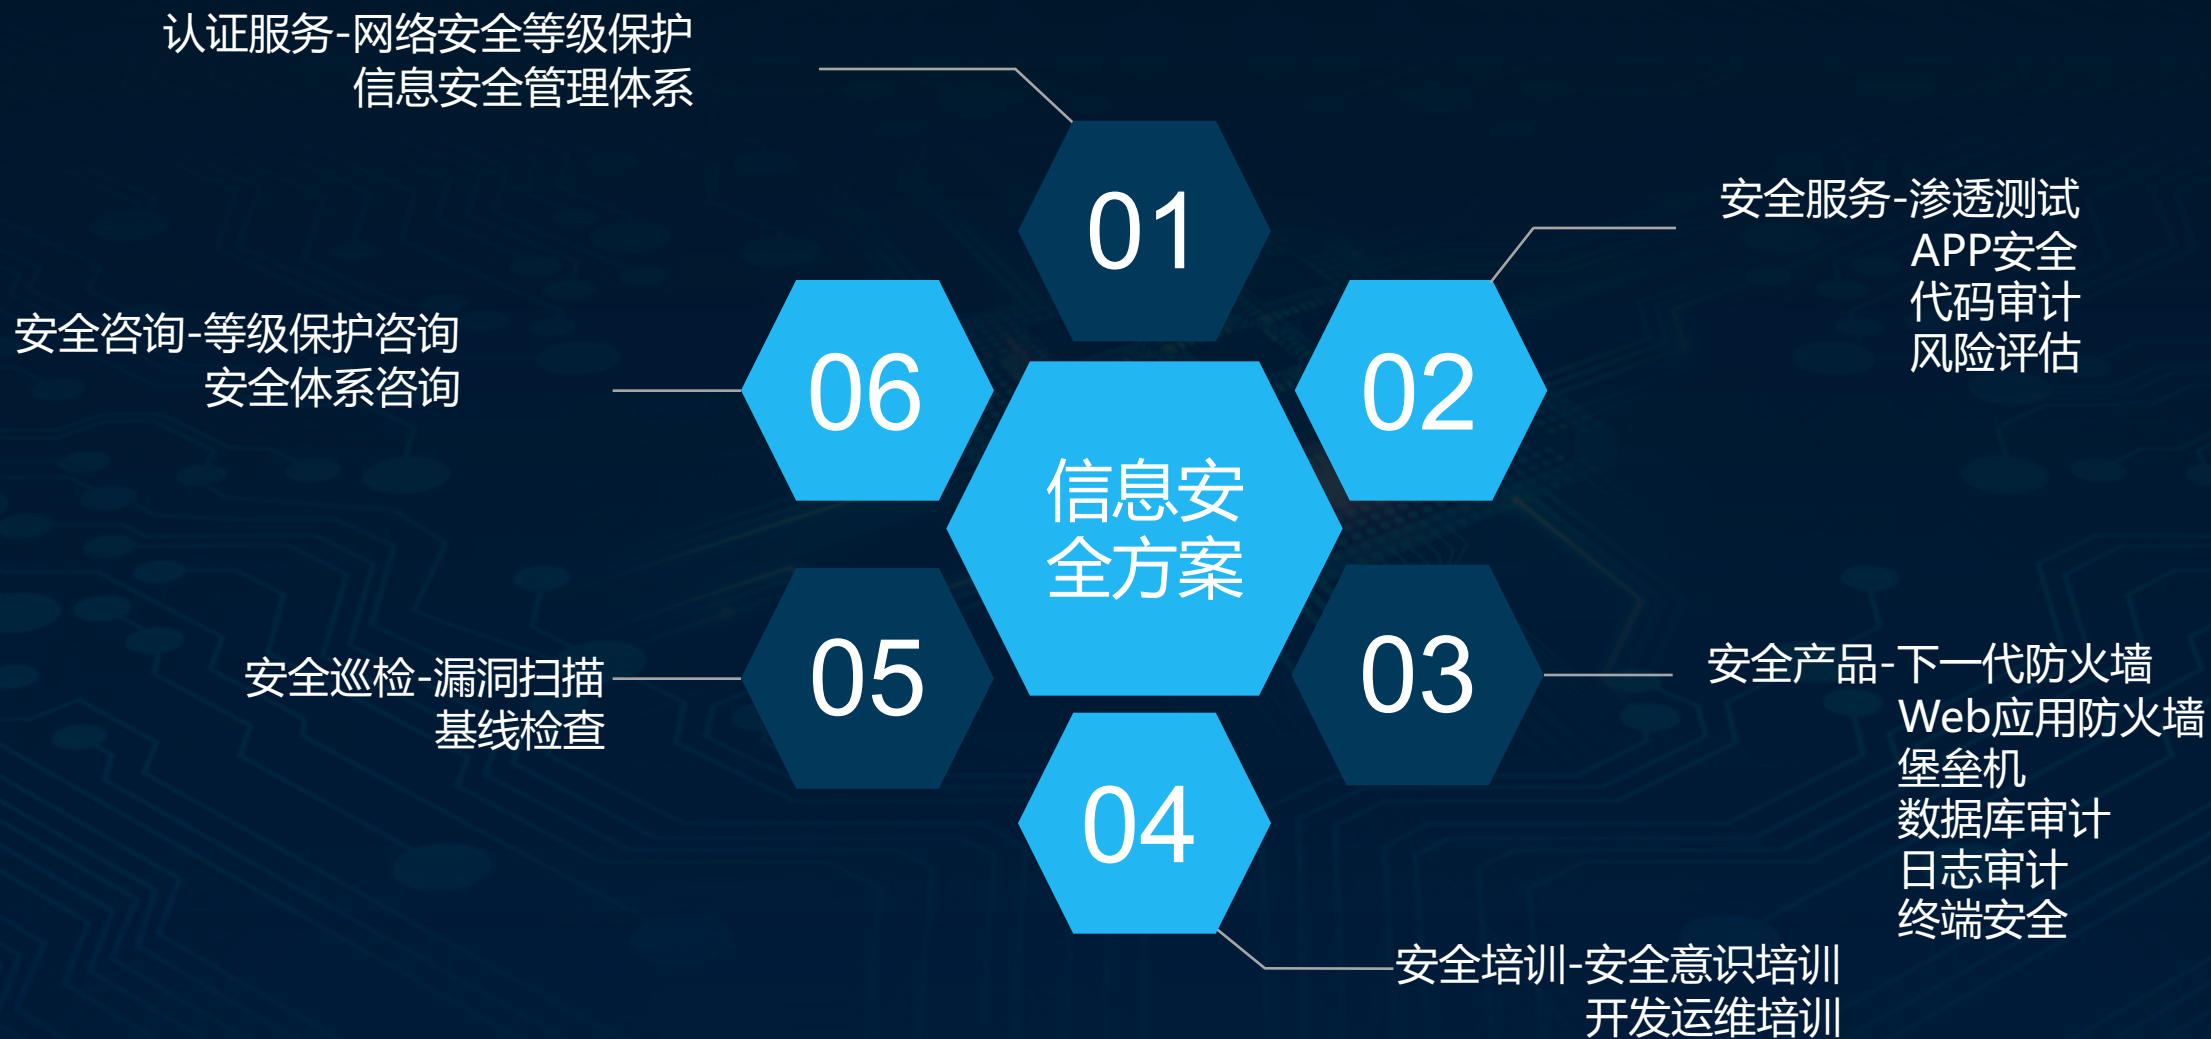 认证服务-网络安全等级保护
信息安全管理体系
01
安全服务-渗透测试
APP安全
代码审计
风险评估
02
安全咨询-等级保护咨询
安全体系咨询
06
信息安
全方案
安全巡检-漏洞扫描
基线检查
05
03
安全产品-下一代防火墙
Web应用防火墙
堡垒机
数据库审计
日志审计
终端安全
04
安全培训-安全意识培训
开发运维培训